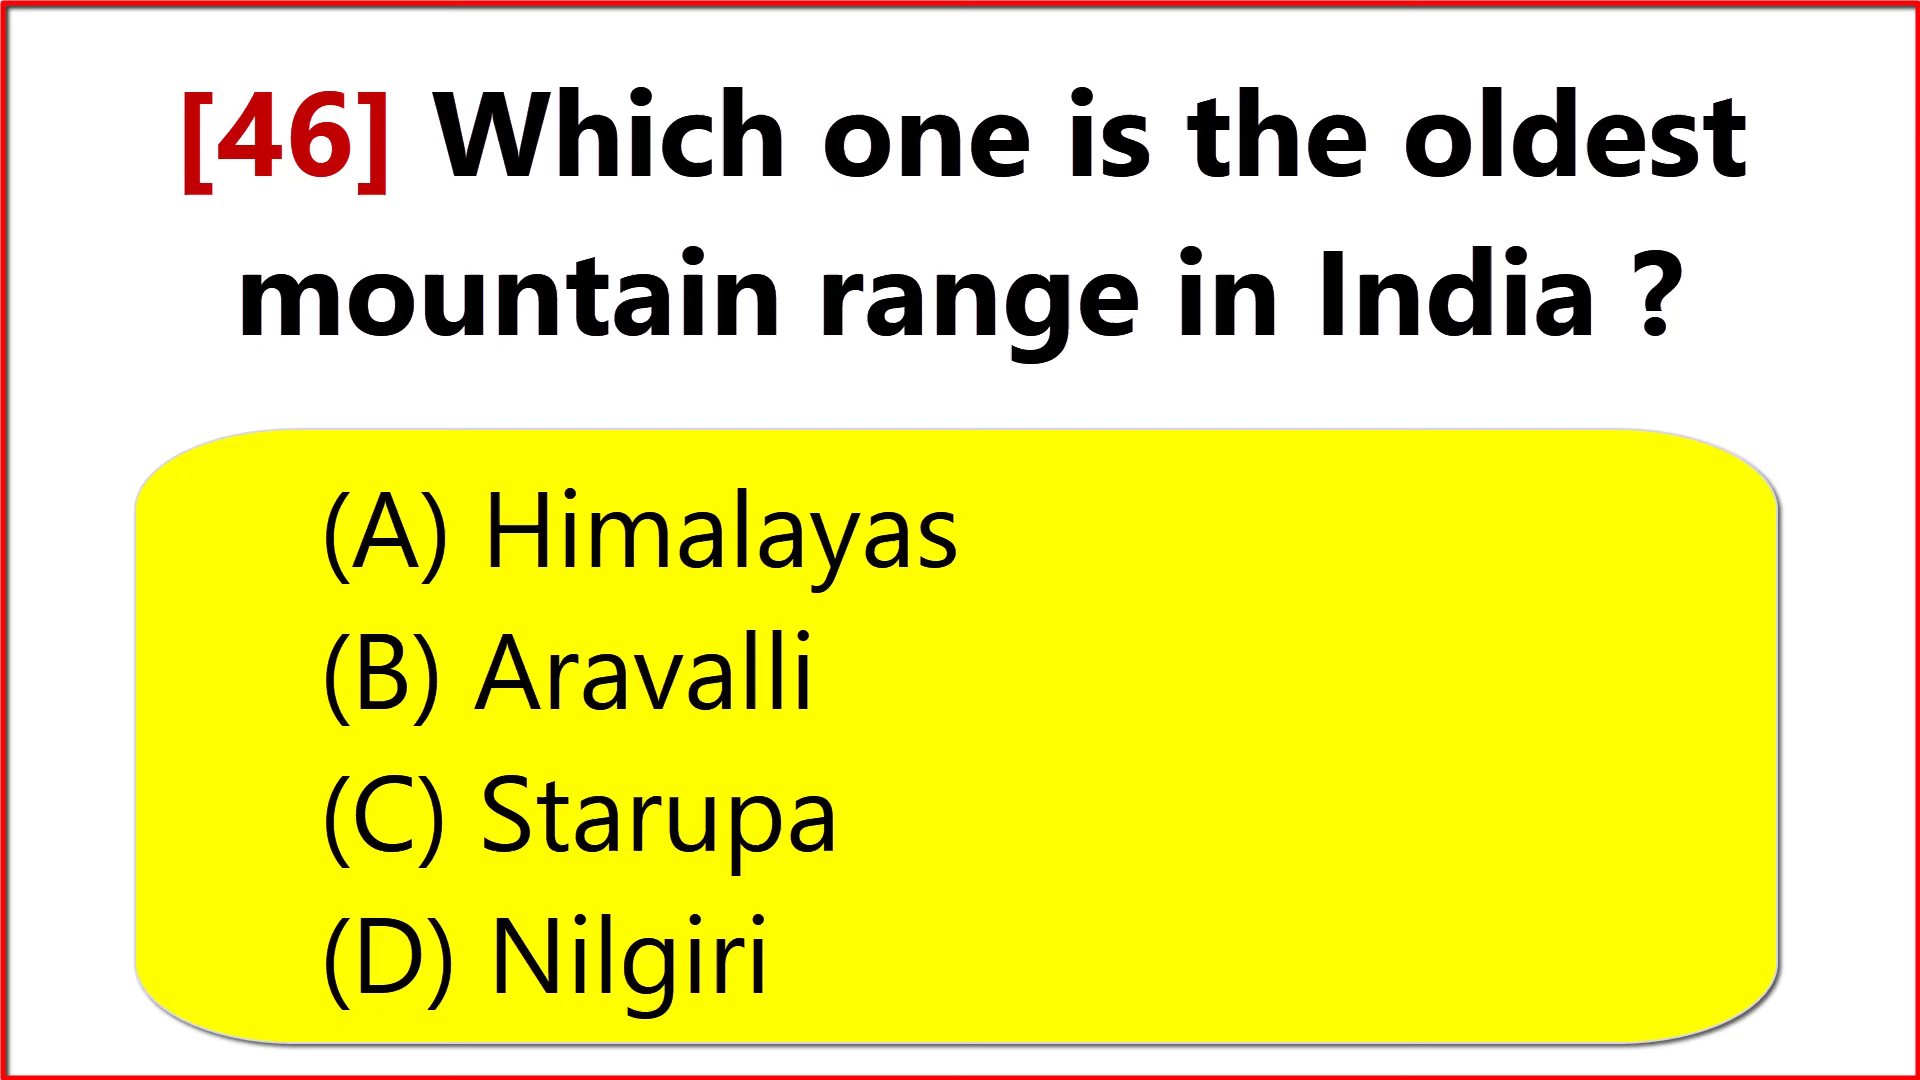 [46] Which one is the oldest
mountain range in India ?
(A) Himalayas
(B) Aravalli
(C) Starupa
(D) Nilgiri